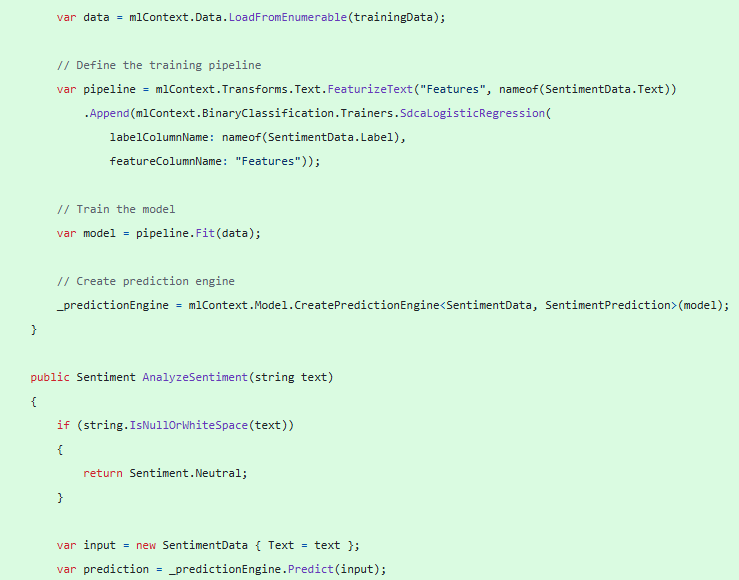 var data = mlContext.Data.LoadFromEnumerable(trainingData);
// Define the training pipeline
var pipeline = mlContext.Transforms.Text.FeaturizeText("Features", nameof(SentimentData.Text))
.Append(mlContext.BinaryClassification.Trainers.SdcaLogisticRegression(
labelColumnName: nameof(SentimentData.Label),
featureColumnName: "Features"));
// Train the model
var model = pipeline.Fit(data);
// Create prediction engine
_predictionEngine = mlContext.Model.CreatePredictionEngine<SentimentData, SentimentPrediction>(model);
}
public Sentiment AnalyzeSentiment(string text)
{
if (string.IsNullOrWhiteSpace(text))
{
return Sentiment.Neutral;
}
var input = new SentimentData { Text = text };
var prediction = _predictionEngine.Predict(input);